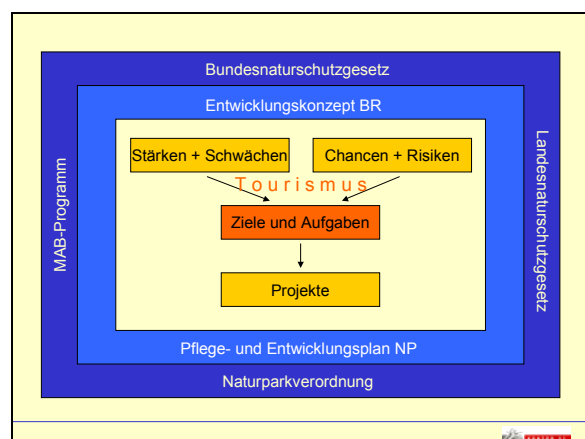 Bundesnaturschutzgesetz
Entwicklungskonzept BR
MAB-Programm
Landesnaturschutzgesetz
Stärken + Schwächen
Chancen + Risiken
Tourismus
Ziele und Aufgaben
Projekte
Pflege- und Entwicklungsplan NP
Naturparkverordnung